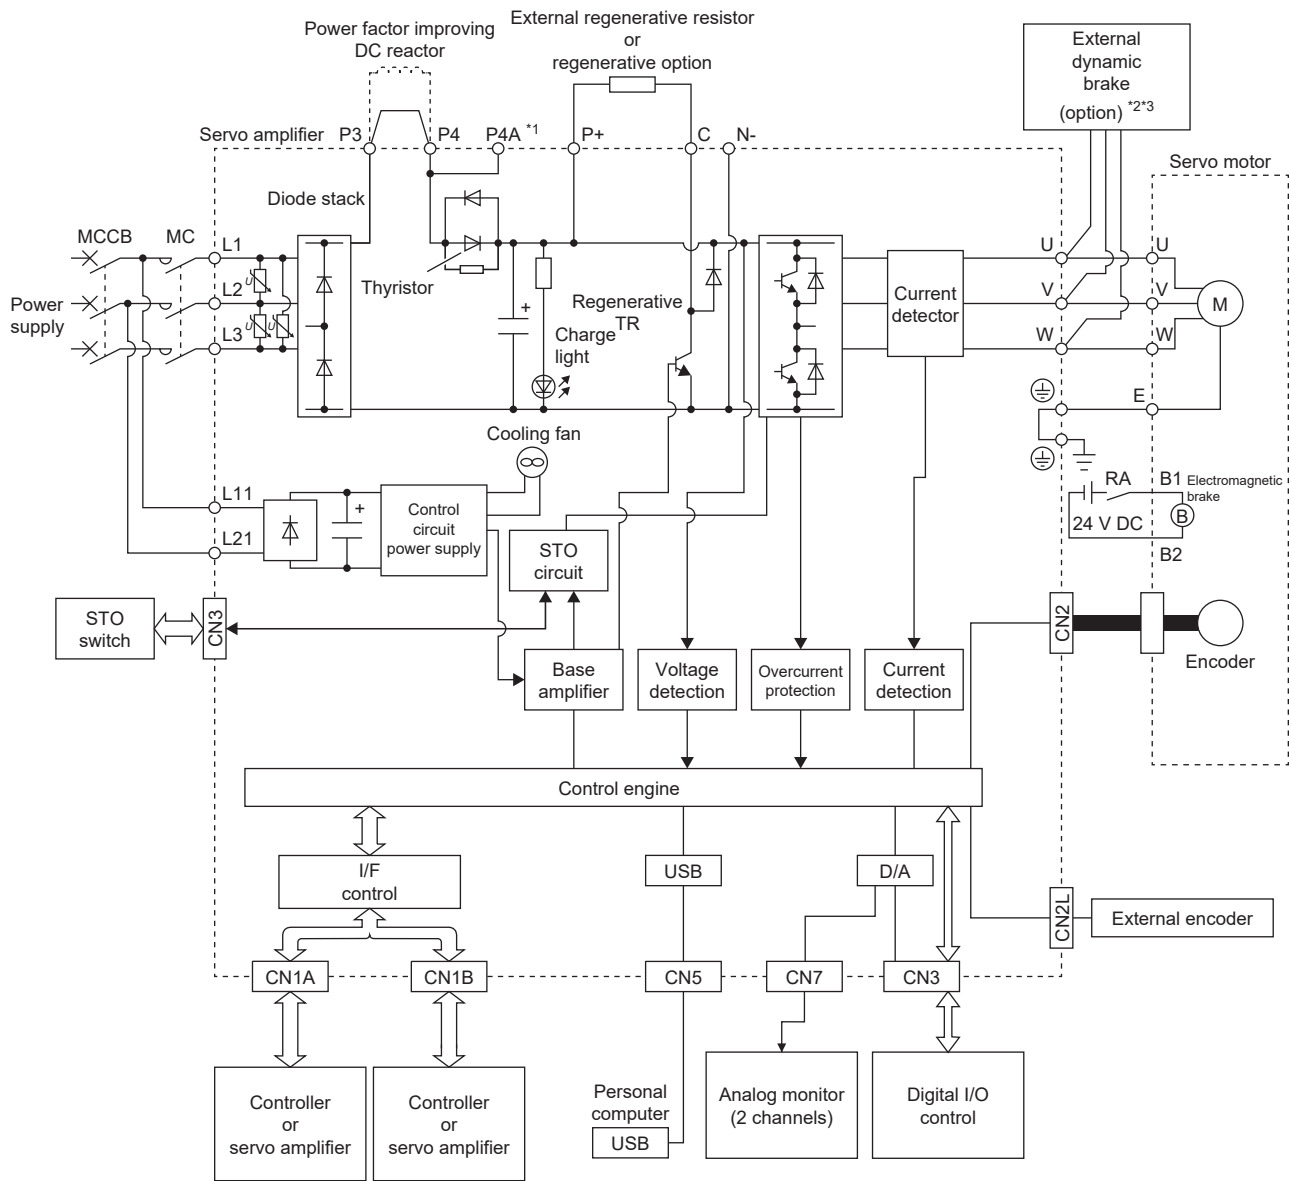 External regenerative resistor
or
regenerative option
Power factor improving
DC reactor
External
dynamic
brake
(option) *2*3
Servo amplifier
P3
P4
P4A *1
P+
C
N-
Servo motor
Diode stack
MCCB
MC
L1
L2
L3
Power
supply
U
U
U
Thyristor
+
Charge
light
Regenerative
TR
Current
detector
U
V
W
U
V
W
M
E
Cooling fan
L11
L21
+
Control
circuit
power supply
STO
circuit
RA
24 V DC
B1
Electromagnetic
brake
B
B2
STO
switch
CN3
CN2
Encoder
Base
amplifier
Voltage
detection
Overcurrent
protection
Current
detection
Control engine
I/F
control
USB
D/A
CN2L
External encoder
CN1A
CN1B
CN5
CN7
CN3
Controller
or
servo amplifier
Controller
or
servo amplifier
Personal
computer
USB
Analog monitor
(2 channels)
Digital I/O
control